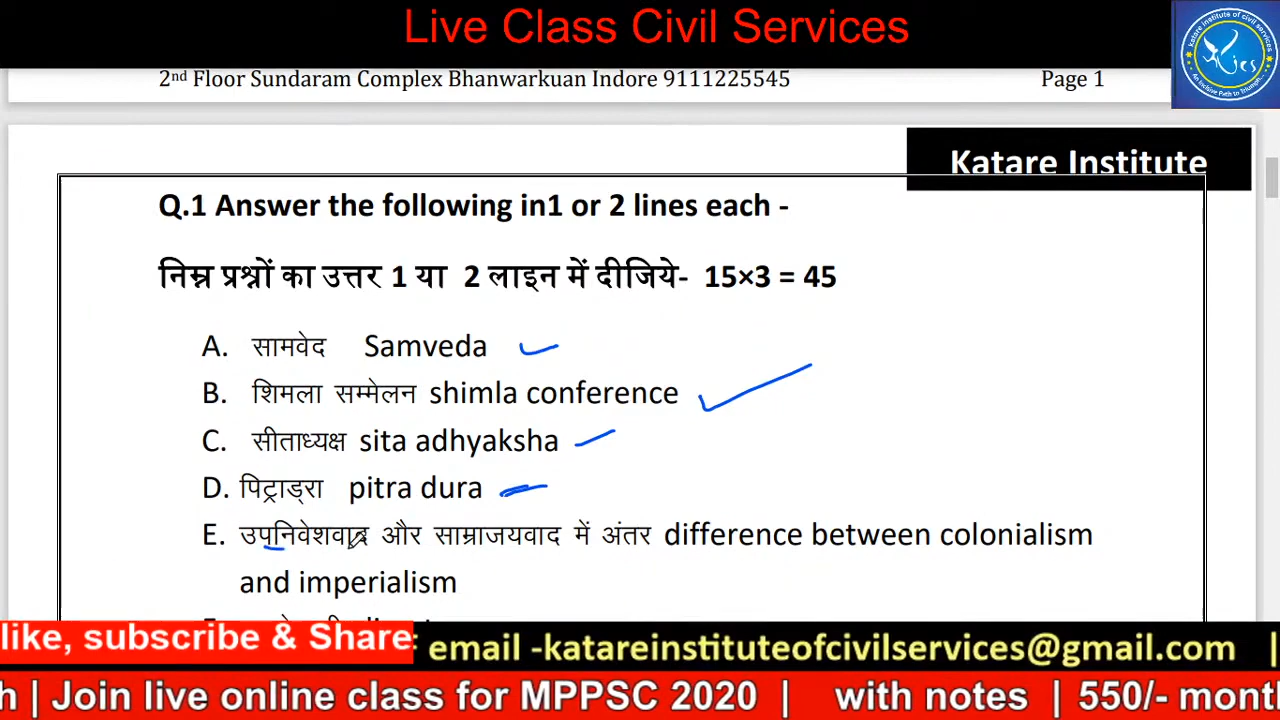 Live Class Civil Services
2nd Floor Sundaram Complex Bhanwarkuan Indore 9111225545 Page 1
Katare Institute
Q.1 Answer the following in1 or 2 lines each -
निम्न प्रश्नों का उत्तर 1 या 2 लाइन में दीजिये- 15×3 = 45
A. सामवेद Samveda
B. शिमला सम्मेलन shimla conference
C. सीताध्यक्ष sita adhyaksha
D. पिट्राड्रा pitra dura
E. उपनिवेशवाद और साम्राजयवाद में अंतर difference between colonialism
and imperialism
like, subscribe & Share
email -katareinstituteofcivilservices@gmail.com |
| Join live online class for MPPSC 2020 | with notes | 550/-